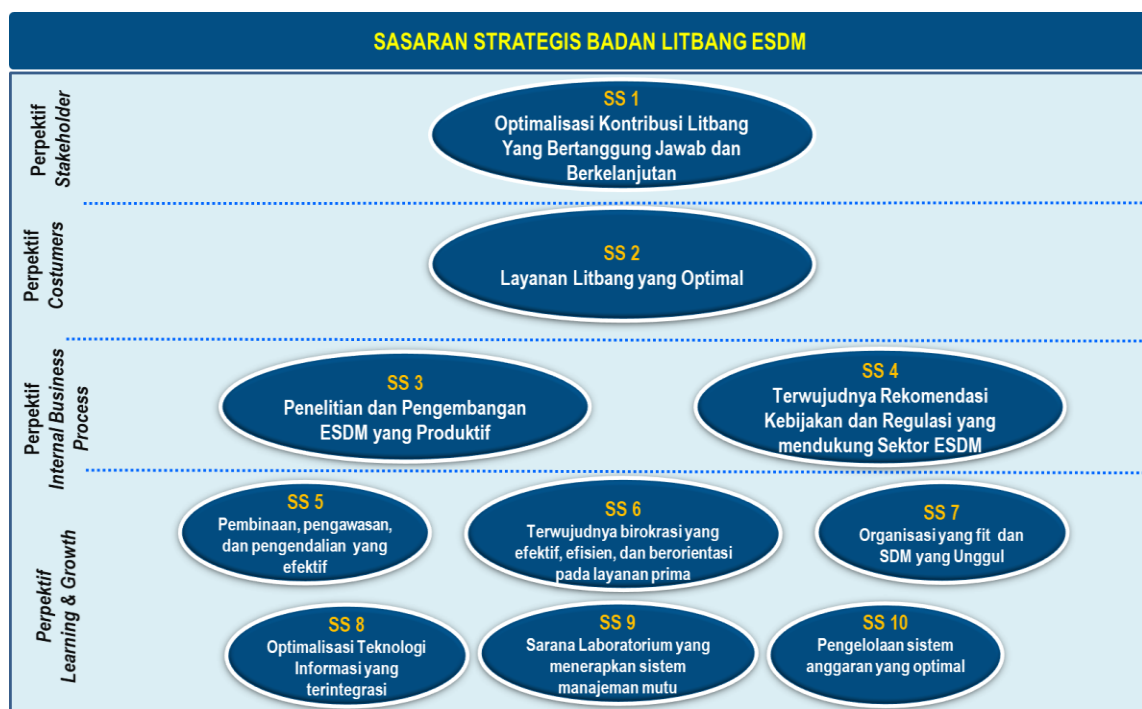 SASARAN STRATEGIS BADAN LITBANG ESDM
Perpektif
Stakeholder
SS 1
Optimalisasi Kontribusi Litbang
Yang Bertanggung Jawab dan
Berkelanjutan
Perpektif
Costumers
SS 2
Layanan Litbang yang Optimal
Perpektif
Internal Business
Process
SS 3
Penelitian dan Pengembangan
ESDM yang Produktif
SS 4
Terwujudnya Rekomendasi
Kebijakan dan Regulasi yang
mendukung Sektor ESDM
Perpektif
Learning & Growth
SS 5
Pembinaan, pengawasan,
dan pengendalian yang
efektif
SS 6
Terwujudnya birokrasi yang
efektif, efisien, dan berorientasi
pada layanan prima
SS 7
Organisasi yang fit dan
SDM yang Unggul
SS 8
Optimalisasi Teknologi
Informasi yang
terintegrasi
SS 9
Sarana Laboratorium yang
menerapkan sistem
manajeman mutu
SS 10
Pengelolaan sistem
anggaran yang optimal